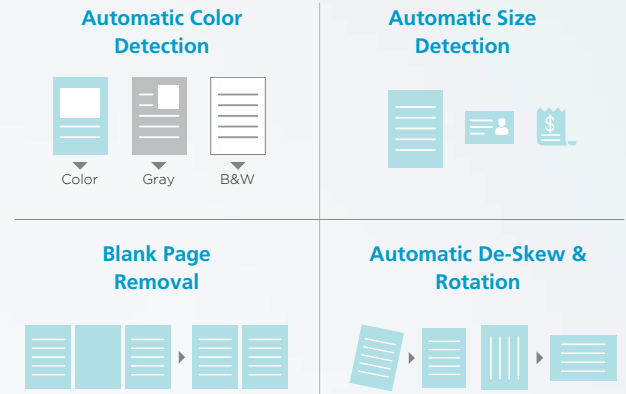 Automatic Color
Detection
Color
Gray
B&W
Automatic Size
Detection
$
Blank Page
Removal
Automatic De-Skew &
Rotation